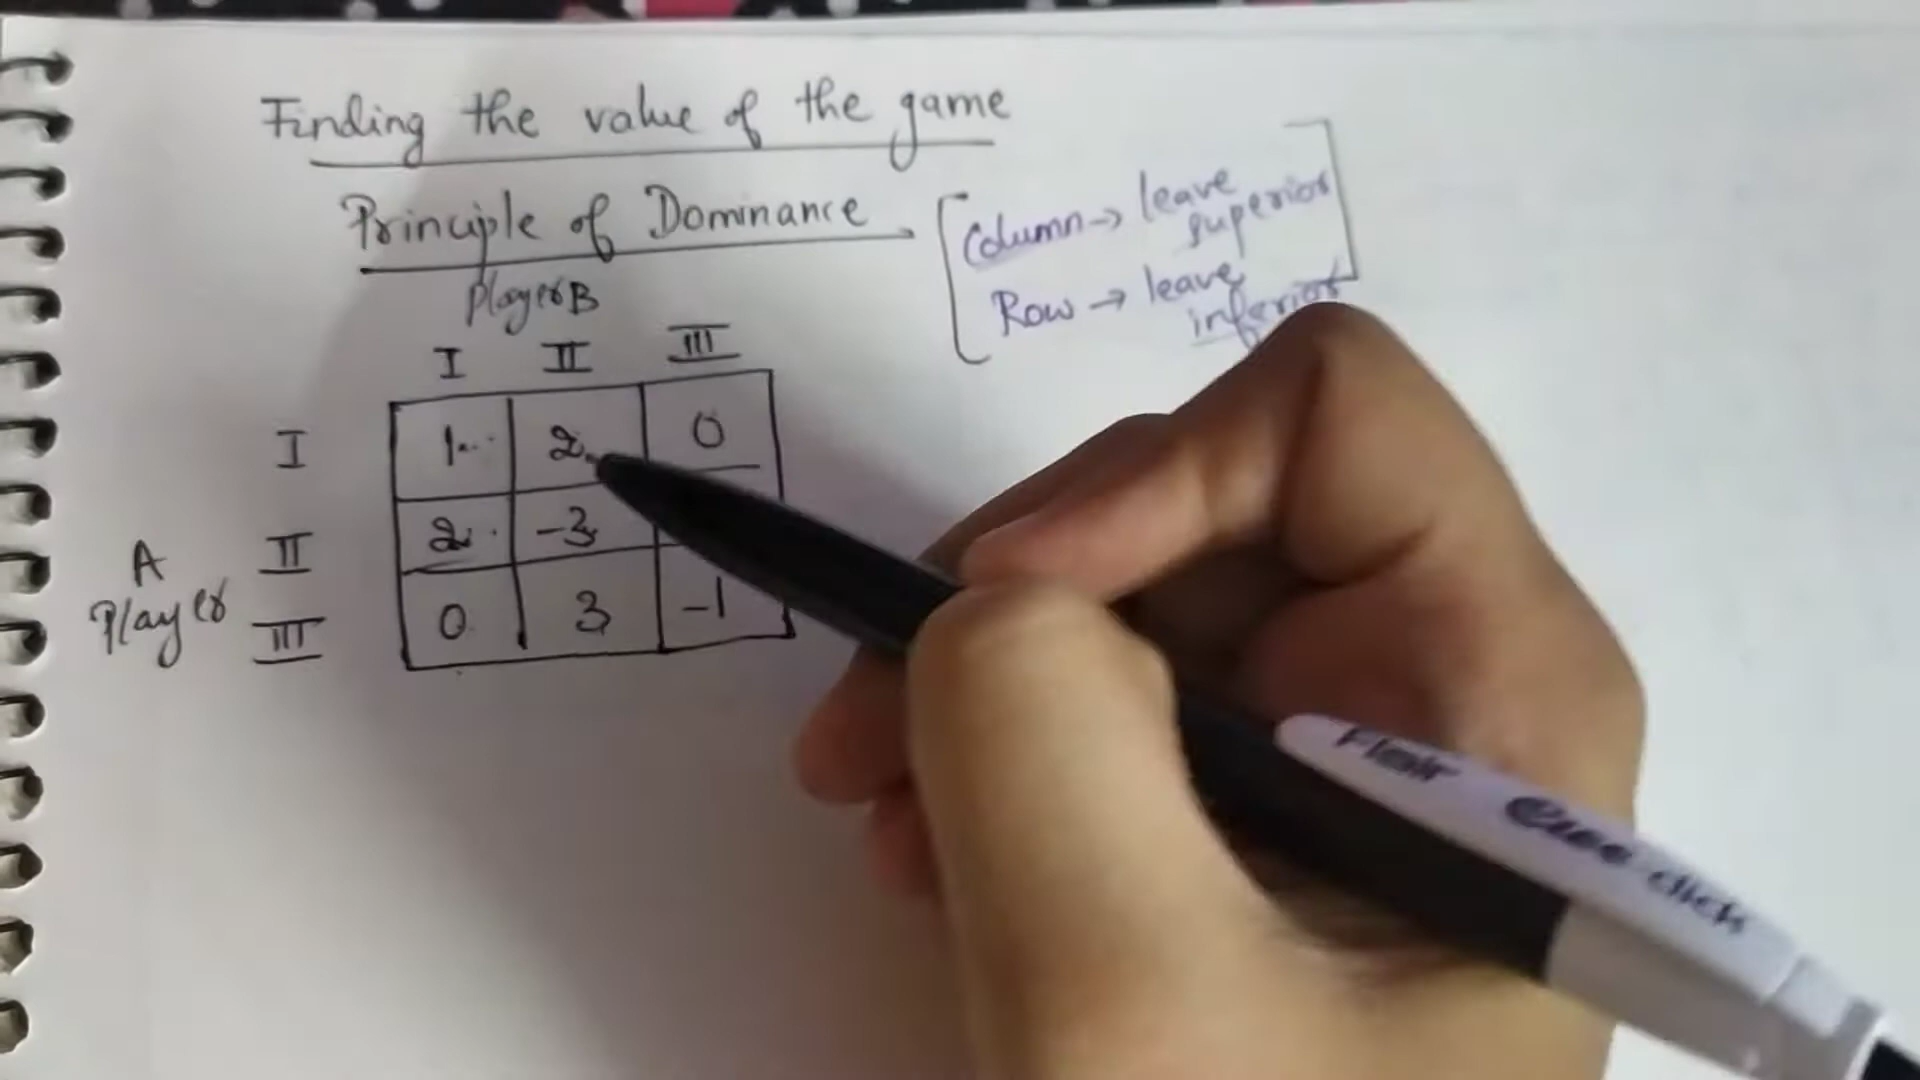 Finding the value of the game
Principle of Dominance
Column → leave superior
Row → leave inferior
Player B
I II III
I 1 2 0
II 2 -3
III 0 3 -1
A Player
Flair
click